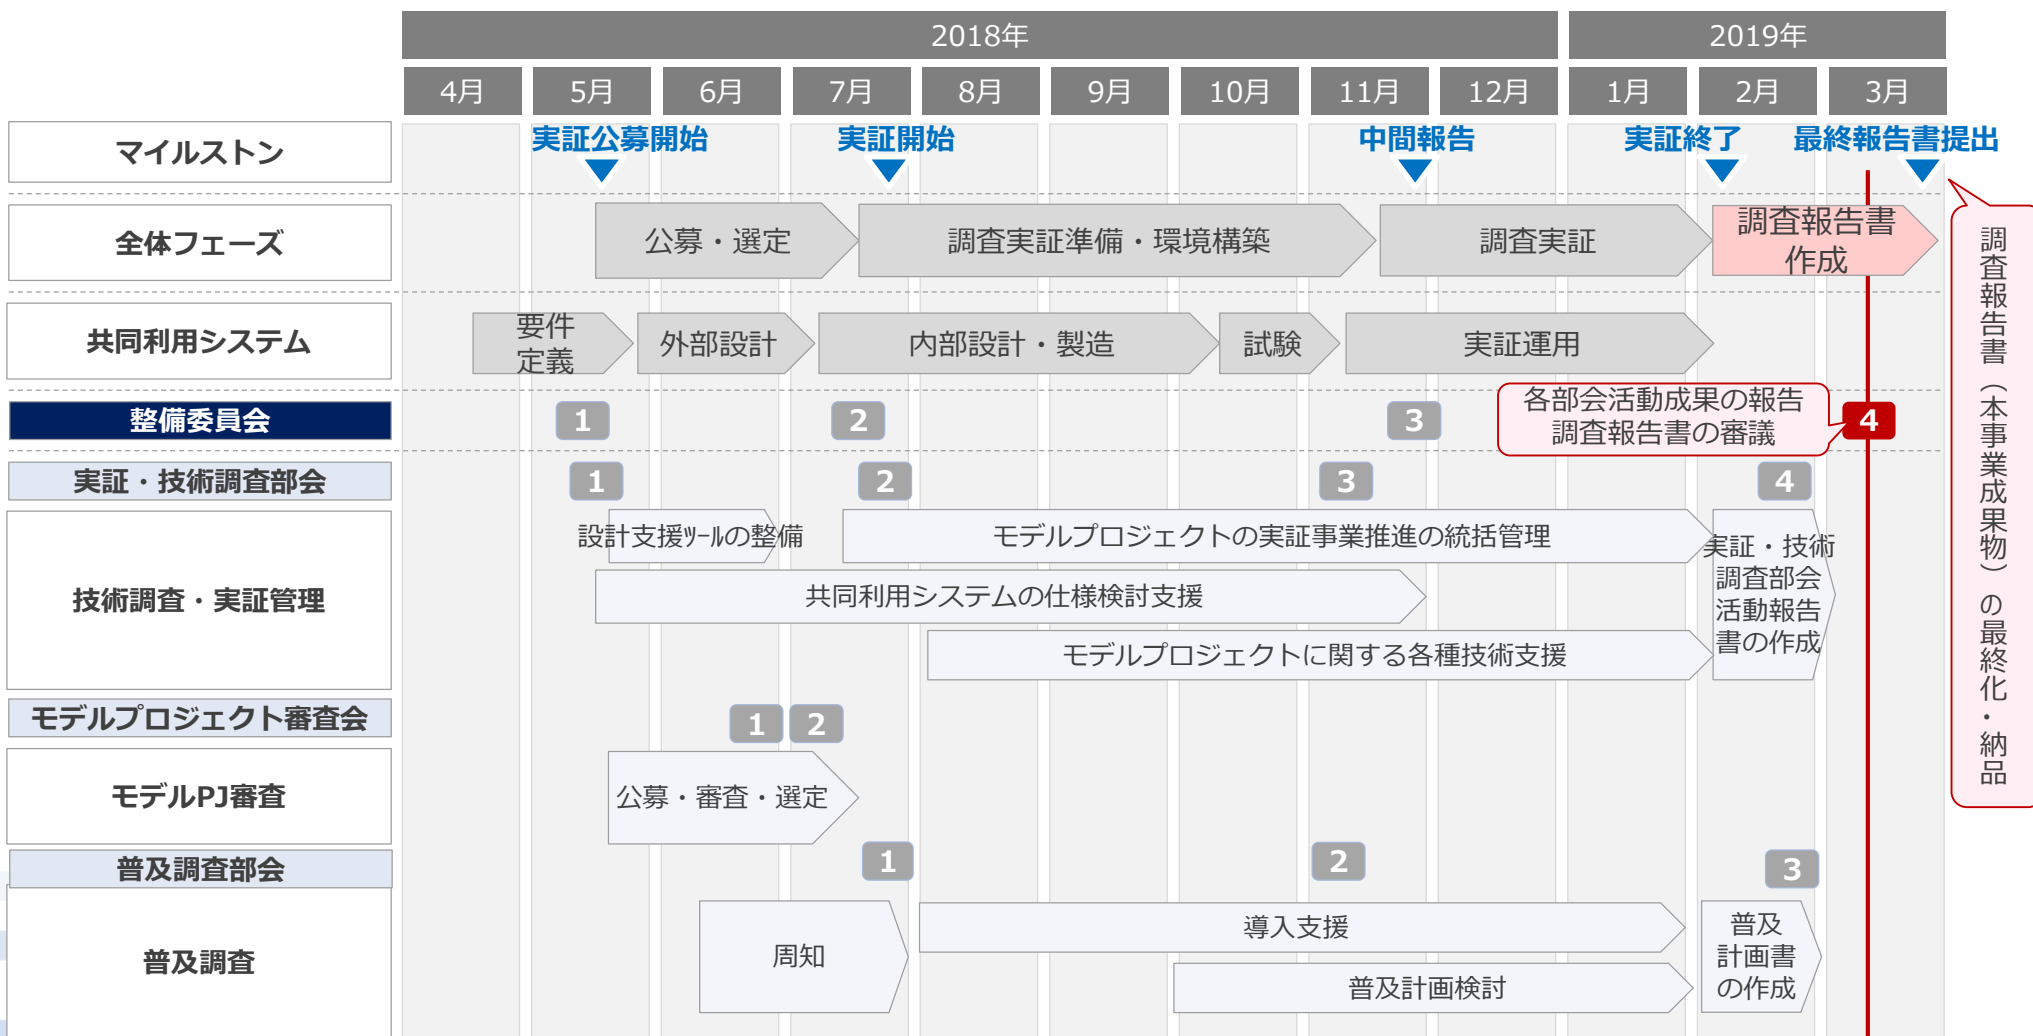 2018年
2019年
4月
5月
6月
7月
8月
9月
10月
11月
12月
1月
2月
3月
マイルストン
実証公募開始
実証開始
中間報告
実証終了
最終報告書提出
全体フェーズ
公募・選定
調査実証準備・環境構築
調査実証
調査報告書
作成
共同利用システム
要件
定義
外部設計
内部設計・製造
試験
実証運用
整備委員会
1
2
3
各部会活動成果の報告
調査報告書の審議
4
調査報告書（本事業成果物）の最終化・納品
実証・技術調査部会
1
2
3
4
技術調査・実証管理
設計支援ﾂｰﾙの整備
モデルプロジェクトの実証事業推進の統括管理
共同利用システムの仕様検討支援
モデルプロジェクトに関する各種技術支援
実証・技術
調査部会
活動報告
書の作成
モデルプロジェクト審査会
1
2
モデルPJ審査
公募・審査・選定
普及調査部会
1
2
3
普及調査
周知
導入支援
普及計画検討
普及
計画書
の作成